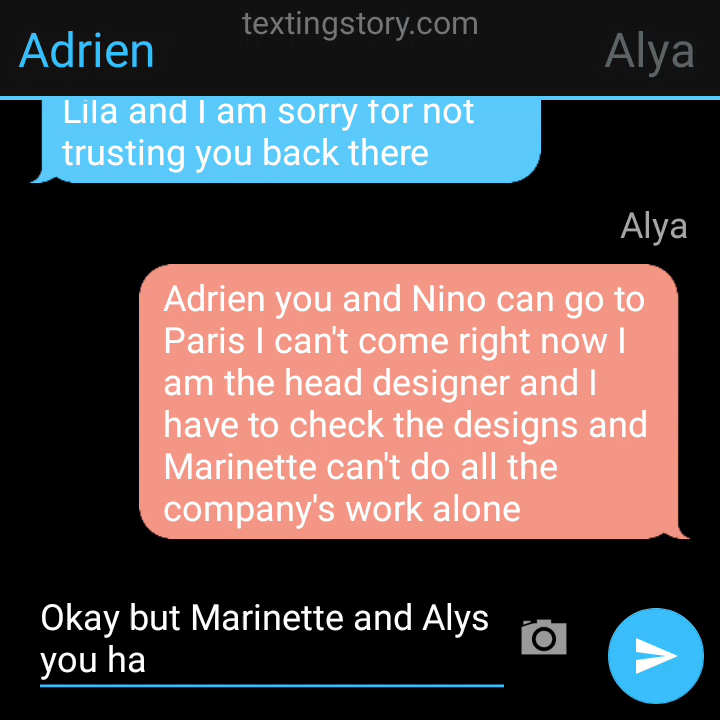 textingstory.com
Adrien
Alya
Lila and I am sorry for not
trusting you back there
Alya
Adrien you and Nino can go to
Paris I can't come right now I
am the head designer and I
have to check the designs and
Marinette can't do all the
company's work alone
Okay but Marinette and Alys
you ha